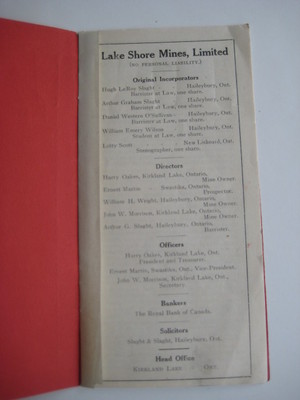 Lake Shore Mines, Limited
(NO PERSONAL LIABILITY.)
Original Incorporators
Hugh LeRoy Slaght Haileybury, Ont.
Barrister at Law, one share.
Arthur Graham Slaght Haileybury, Ont.
Barrister at Law, one share.
Donald Warren O'Sullivan Haileybury, Ont.
Barrister at Law, one share.
William Emery Wilson Haileybury, Ont.
Student at Law, one share.
Scott New Liskeard, Ont.
Stenographer, one share.
Directors
Harry Oakes, Kirkland Lake, Ontario,
Mine Owner.
Ernest Martin Swastika, Ontario,
Prospector.
William H. Wright, Haileybury, Ontario,
Mine Owner.
John W. Morrison, Kirkland Lake, Ontario,
Mine Owner.
Arthur G. Slaght, Haileybury, Ontario,
Barrister.
Officers
Harry Oakes, Kirkland Lake, Ont.
President and Treasurer.
Ernest Martin, Swastika, Ont., Vice-President.
John W. Morrison, Kirkland Lake, Ont.,
Secretary.
Bankers
The Royal Bank of Canada.
Solicitors
Slaght & Slaght, Haileybury, Ont.
Head Office
KIRKLAND LAKE ONT.